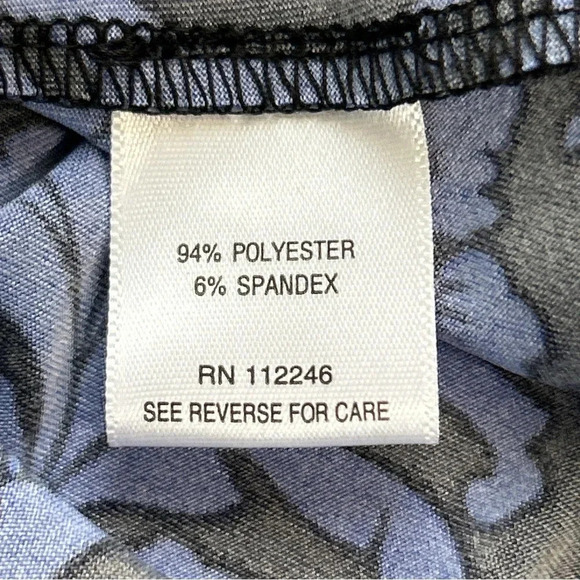 94% POLYESTER
6% SPANDEX
RN 112246
SEE REVERSE FOR CARE